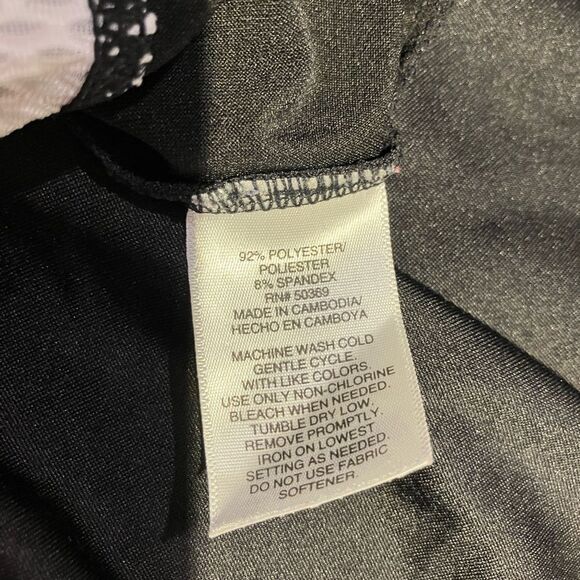 92% POLYESTER/
POLIESTER
8% SPANDEX
RN# 50369
MADE IN CAMBODIA/
HECHO EN CAMBOYA
MACHINE WASH COLD
GENTLE CYCLE.
WITH LIKE COLORS.
USE ONLY NON-CHLORINE
BLEACH WHEN NEEDED.
TUMBLE DRY LOW.
REMOVE PROMPTLY.
IRON ON LOWEST
SETTING AS NEEDED.
DO NOT USE FABRIC
SOFTENER.